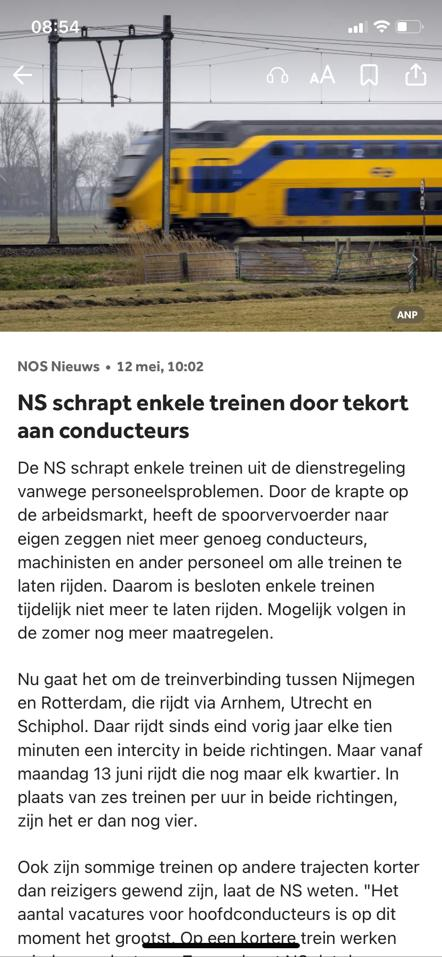 08:54
AA
ANP
NOS Nieuws • 12 mei, 10:02
NS schrapt enkele treinen door tekort
aan conducteurs
De NS schrapt enkele treinen uit de dienstregeling
vanwege personeelsproblemen. Door de krapte op
de arbeidsmarkt, heeft de spoorvervoerder naar
eigen zeggen niet meer genoeg conducteurs,
machinisten en ander personeel om alle treinen te
laten rijden. Daarom is besloten enkele treinen
tijdelijk niet meer te laten rijden. Mogelijk volgen in
de zomer nog meer maatregelen.
Nu gaat het om de treinverbinding tussen Nijmegen
en Rotterdam, die rijdt via Arnhem, Utrecht en
Schiphol. Daar rijdt sinds eind vorig jaar elke tien
minuten een intercity in beide richtingen. Maar vanaf
maandag 13 juni rijdt die nog maar elk kwartier. In
plaats van zes treinen per uur in beide richtingen,
zijn het er dan nog vier.
Ook zijn sommige treinen op andere trajecten korter
dan reizigers gewend zijn, laat de NS weten. "Het
aantal vacatures voor hoofdconducteurs is op dit
moment het grootst. Op een kortere trein werken